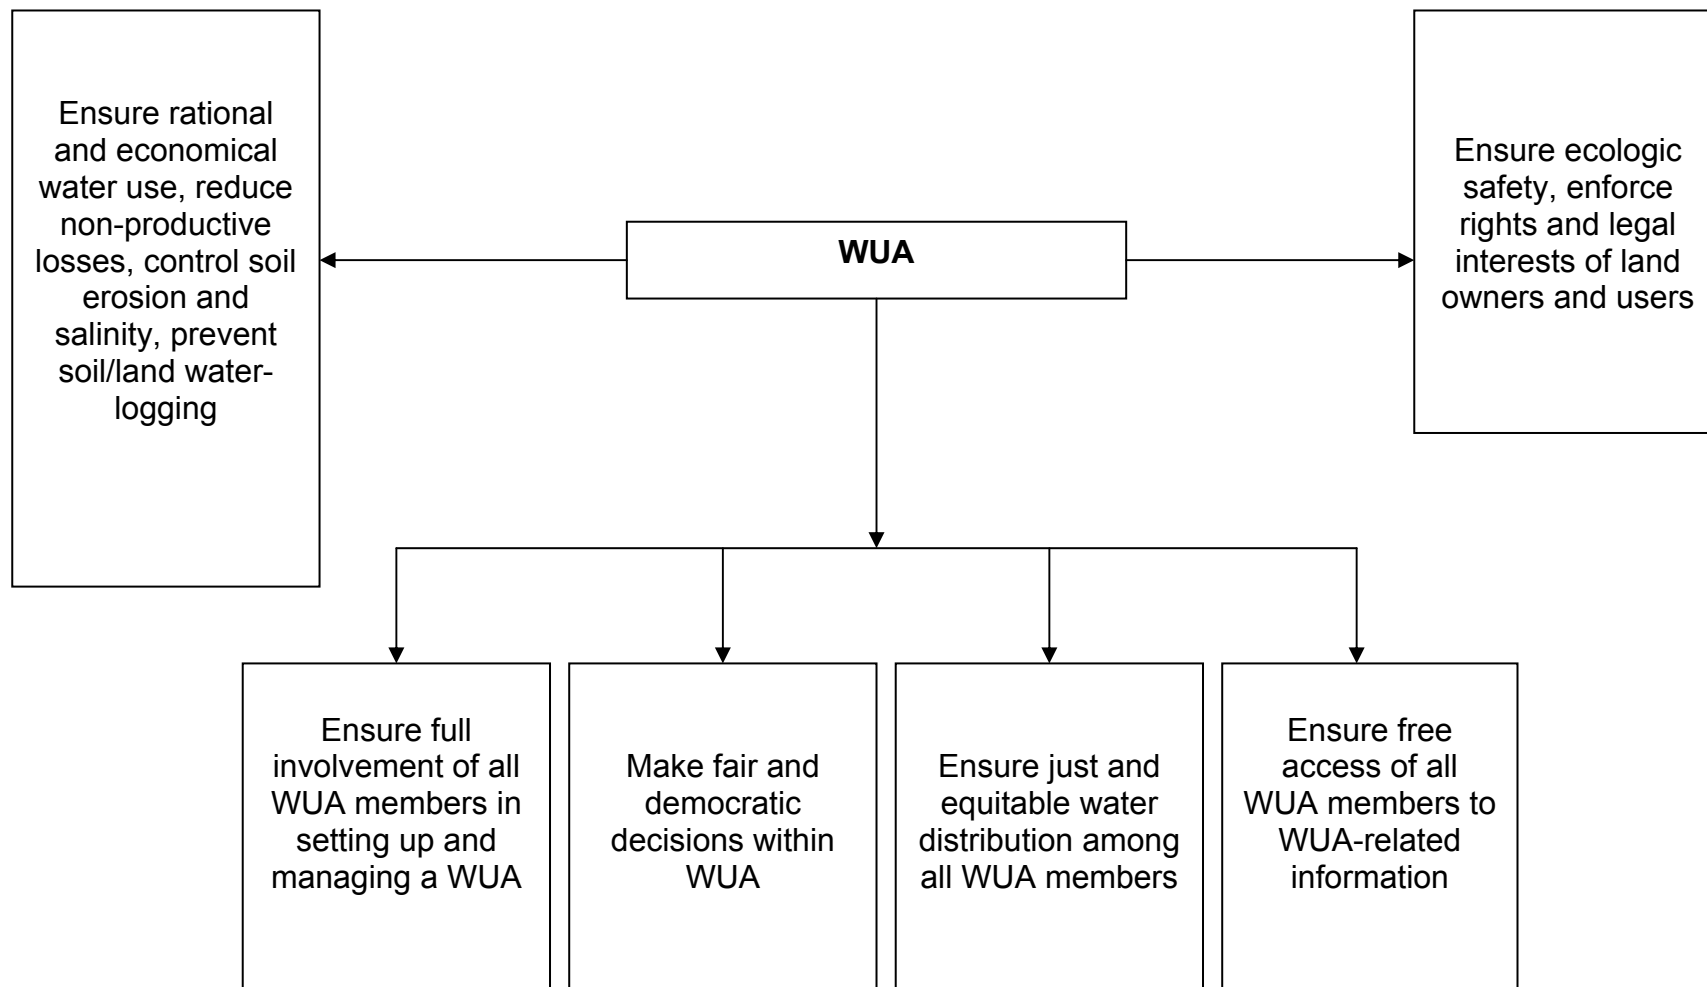 Ensure rational
and economical
water use, reduce
non-productive
losses, control soil
erosion and
salinity, prevent
soil/land water-
logging
WUA
Ensure ecologic
safety, enforce
rights and legal
interests of land
owners and users
Ensure full
involvement of all
WUA members in
setting up and
managing a WUA
Make fair and
democratic
decisions within
WUA
Ensure just and
equitable water
distribution among
all WUA members
Ensure free
access of all
WUA members to
WUA-related
information